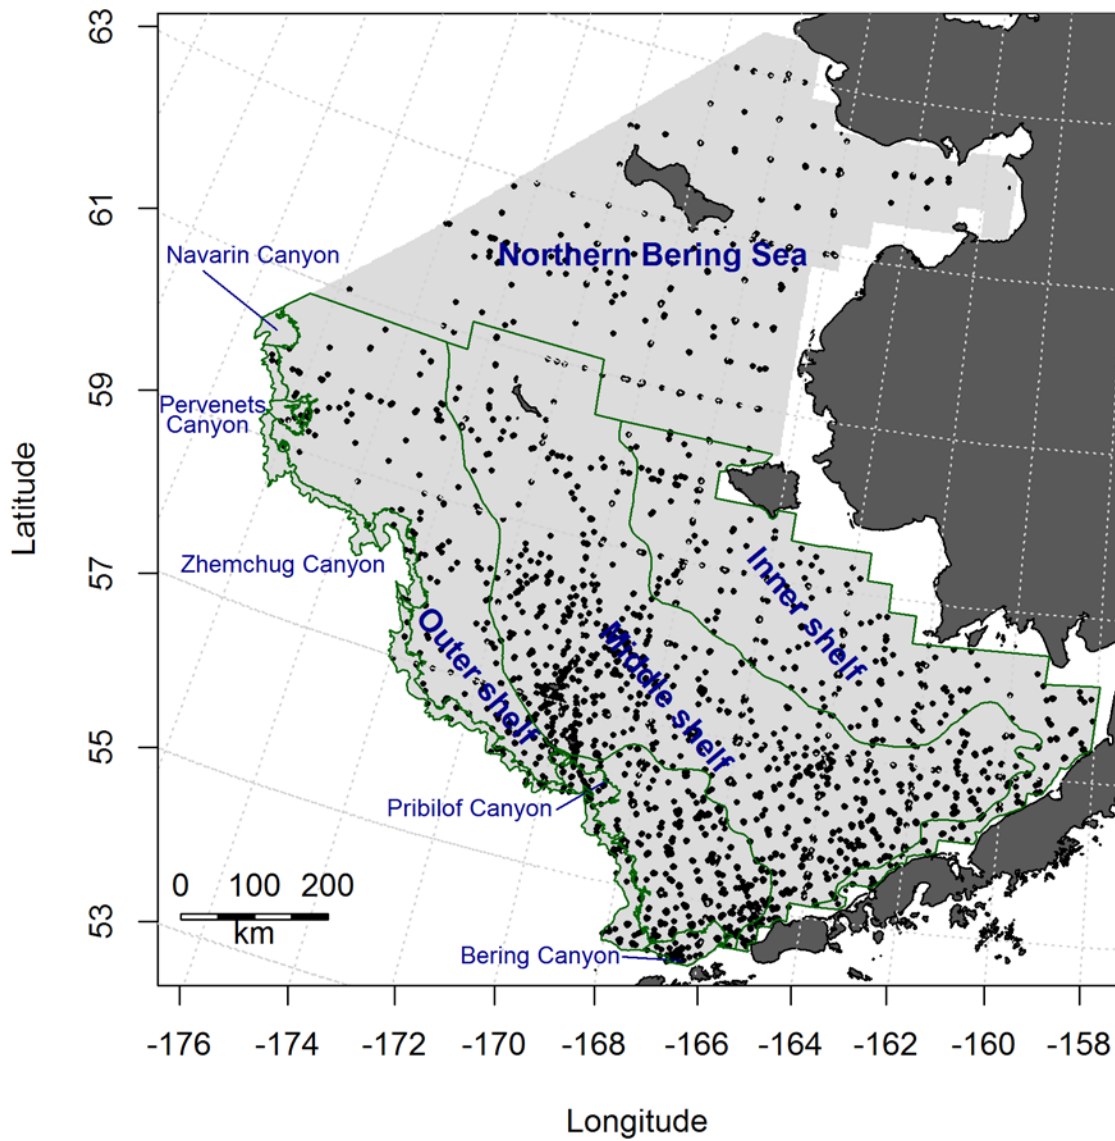 63
61
59
57
55
53
Latitude
Northern Bering Sea
Navarin Canyon
Pervenets
Canyon
Zhemchug Canyon
Inner shelf
Middle shelf
Outer shelf
Pribilof Canyon
Bering Canyon
0 100 200
km
-176 -174 -172 -170 -168 -166 -164 -162 -160 -158
Longitude